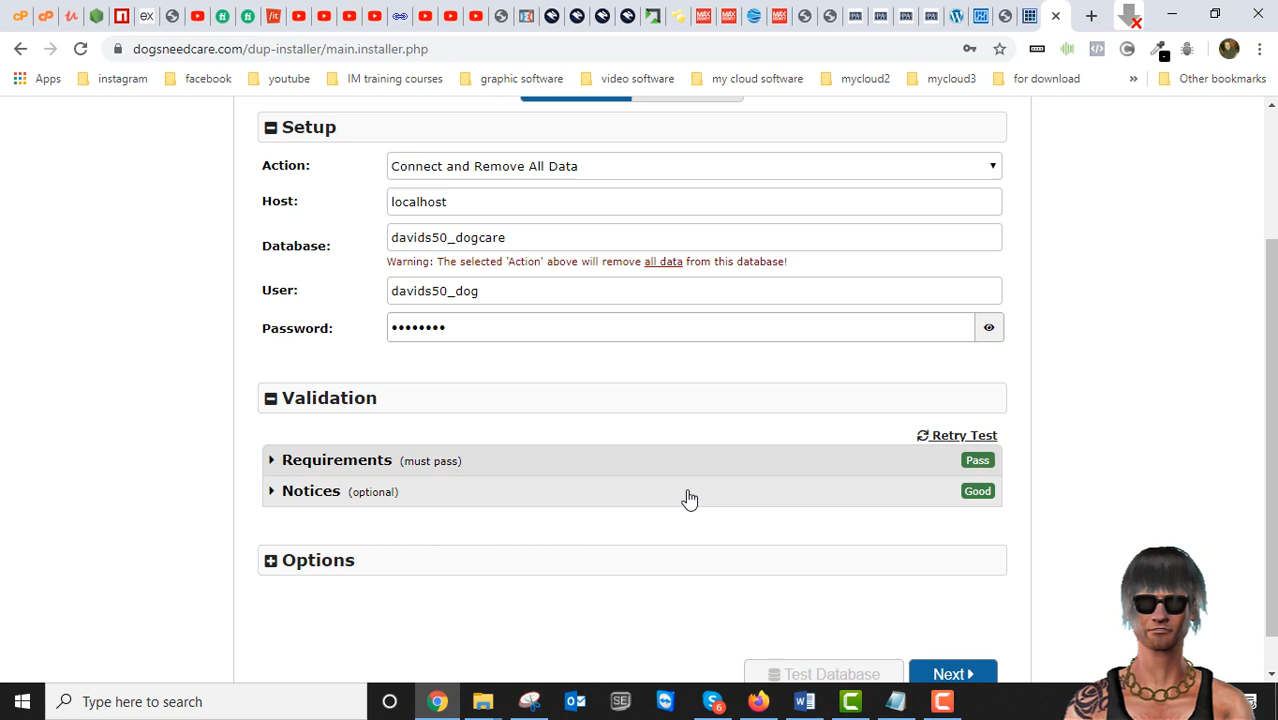 ex
dogsneedcare.com/dup-installer/main.installer.php
Apps instagram facebook youtube IM training courses graphic software video software my cloud software mycloud2 mycloud3 for download » Other bookmarks
Setup
Action: Connect and Remove All Data
Host: localhost
Database: davids50_dogcare
Warning: The selected 'Action' above will remove all data from this database!
User: davids50_dog
Password: ••••••••
Validation
Retry Test
Requirements (must pass) Pass
Notices (optional) Good
Options
Test Database Next
Type here to search SE 6